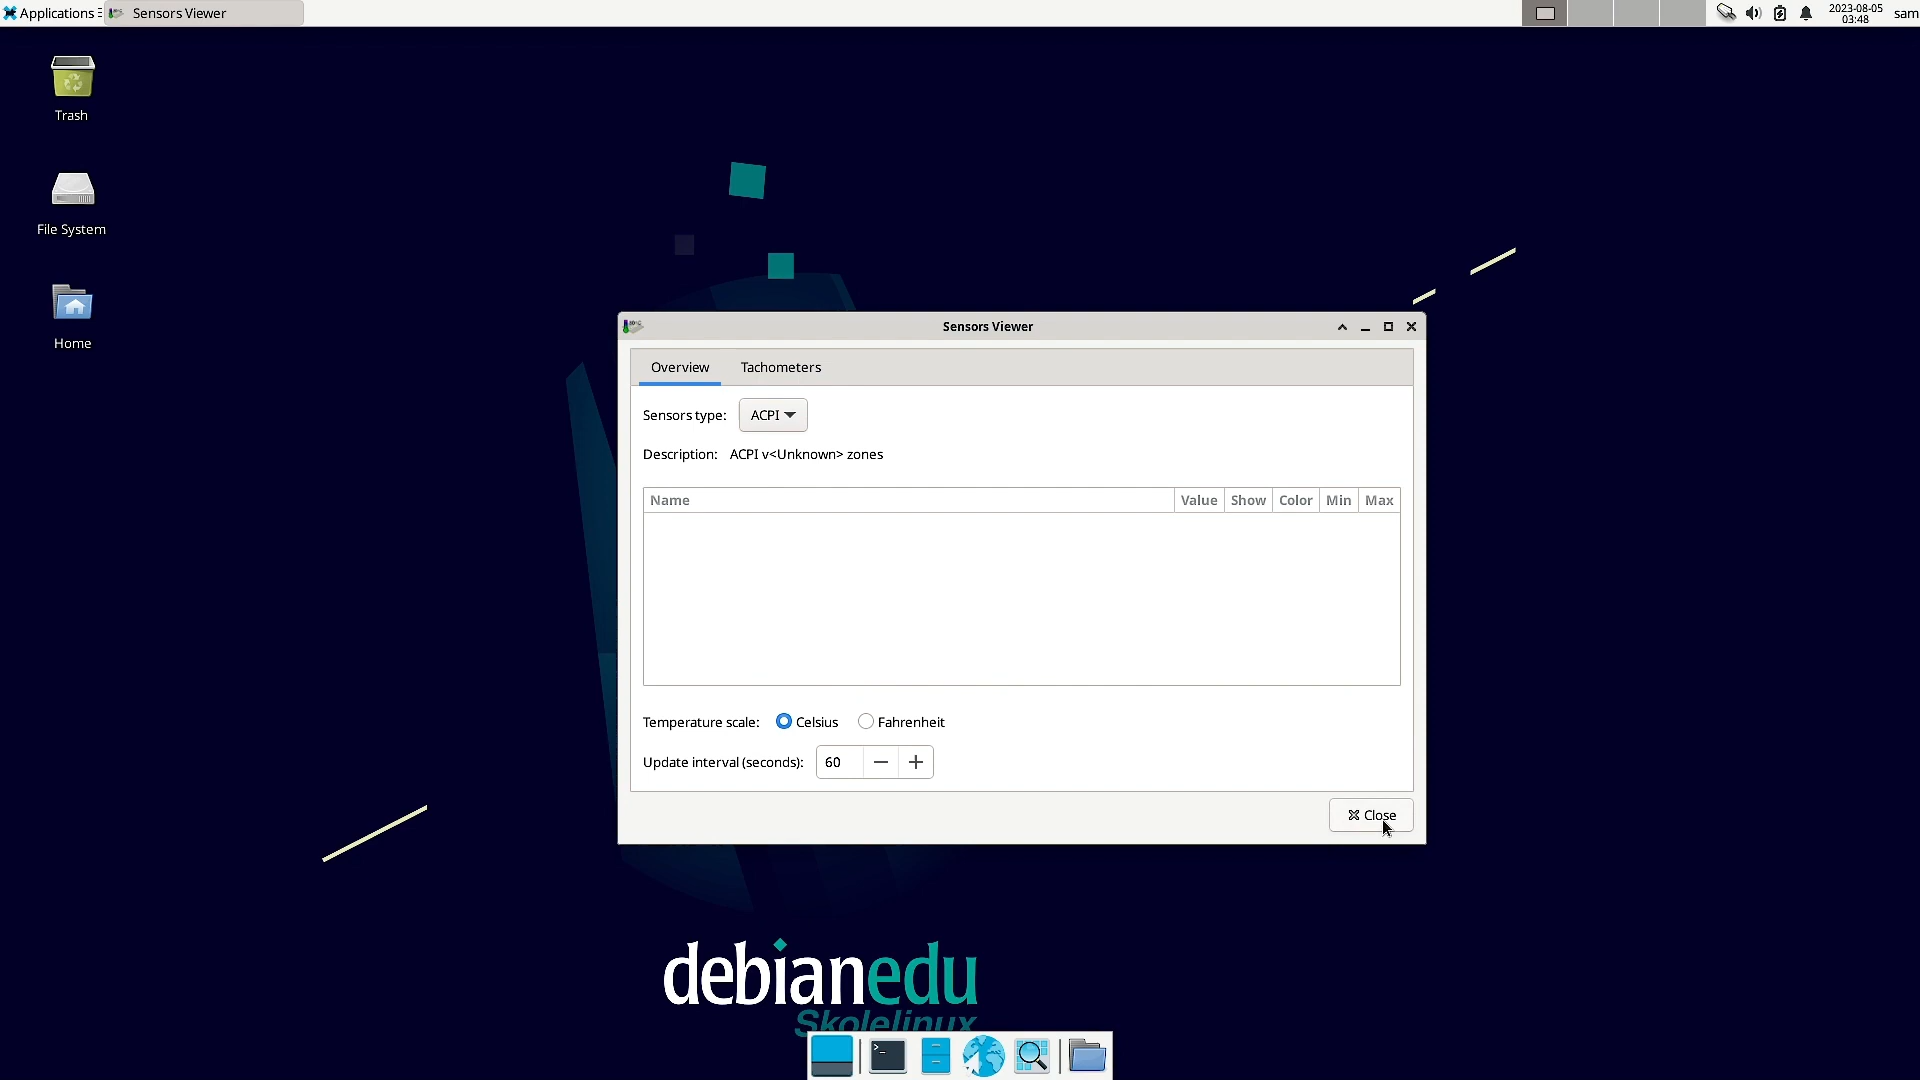 Applications
Sensors Viewer
2023-08-05
03:48
sam
Trash
File System
Home
Sensors Viewer
Overview
Tachometers
Sensors type:
ACPI
Description: ACPI v<Unknown> zones
Name Value Show Color Min Max
Temperature scale: Celsius Fahrenheit
Update interval (seconds): 60
Close
debianedu
Skolelinux